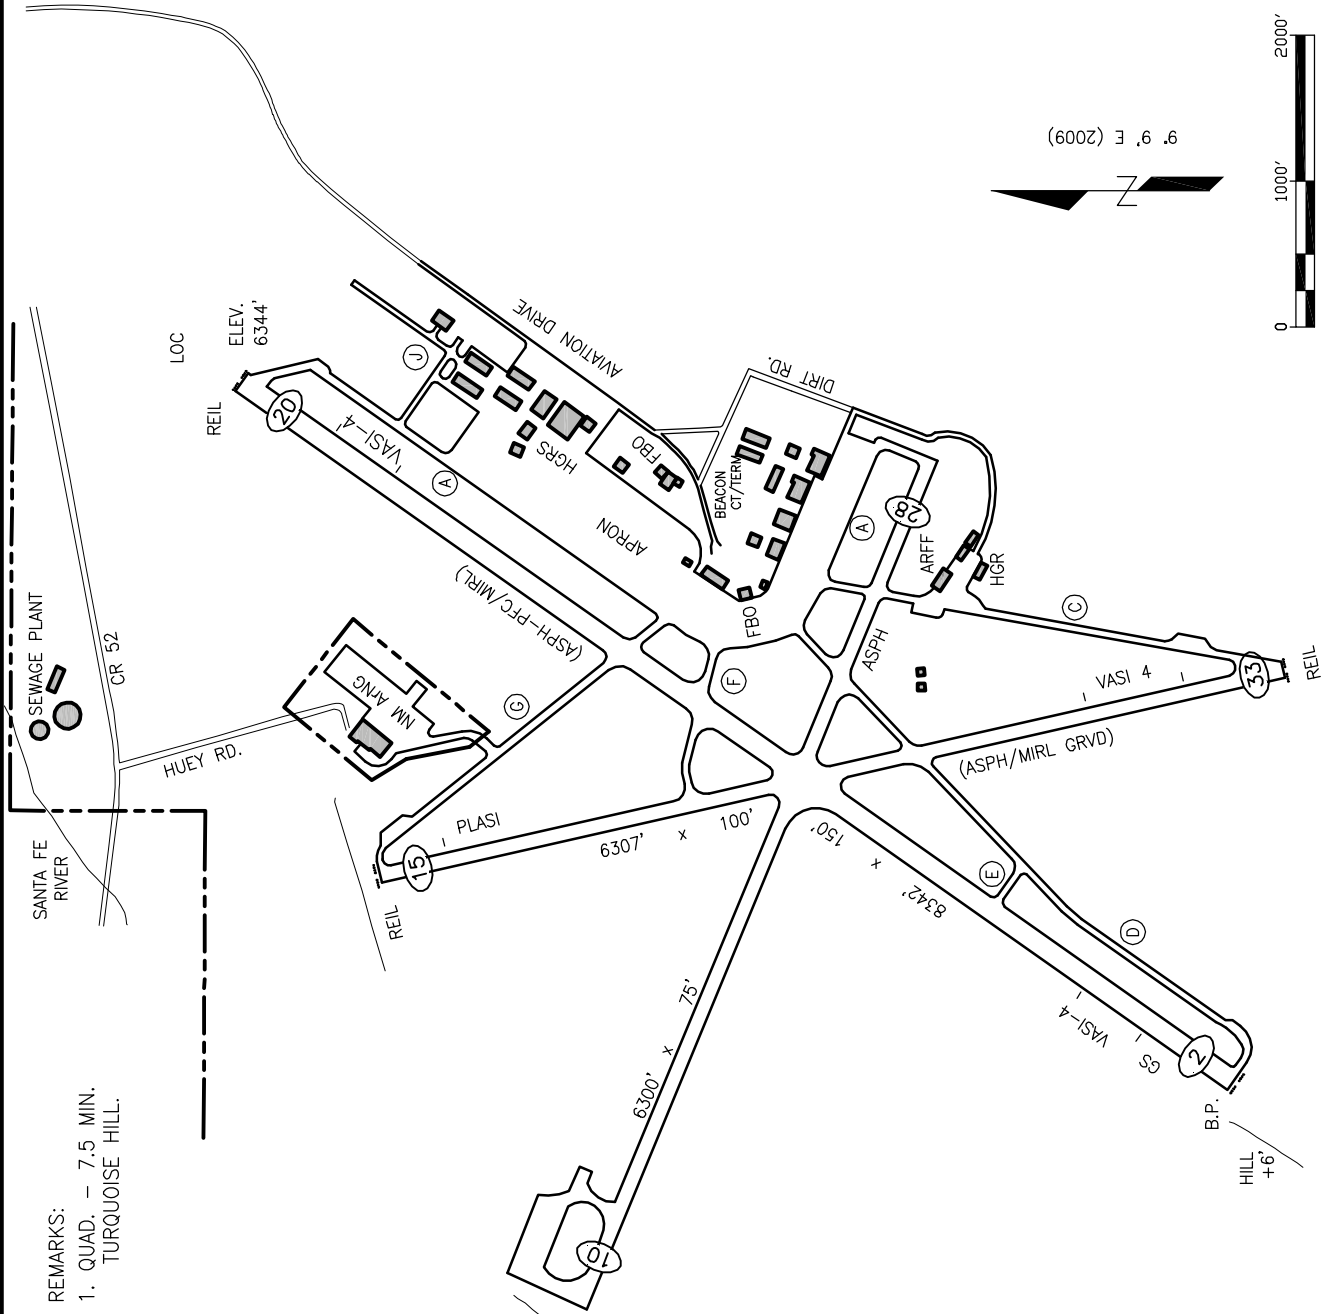 REMARKS:
1. QUAD. - 7.5 MIN.
TURQUOISE HILL.
SANTA FE
RIVER
SEWAGE PLANT
CR 52
HUEY RD.
LOC
ELEV.
6344'
REIL
20
VASI-4
A
J
AVIATION DRIVE
HGRS
FBO
APRON
(ASPH-PFC/MIRL)
NM ArNG
G
DIRT RD.
BEACON
CT/TERM
FBO
F
A
28
ARFF
HGR
ASPH
C
VASI 4
33
REIL
(ASPH/MIRL GRVD)
PLASI
15
REIL
6307' x 100'
150' x 8342'
6300' x 75'
10
E
D
VASI-4
GS
2
B.P.
HILL
+6'
9° 9' E (2009)
N
0 1000' 2000'